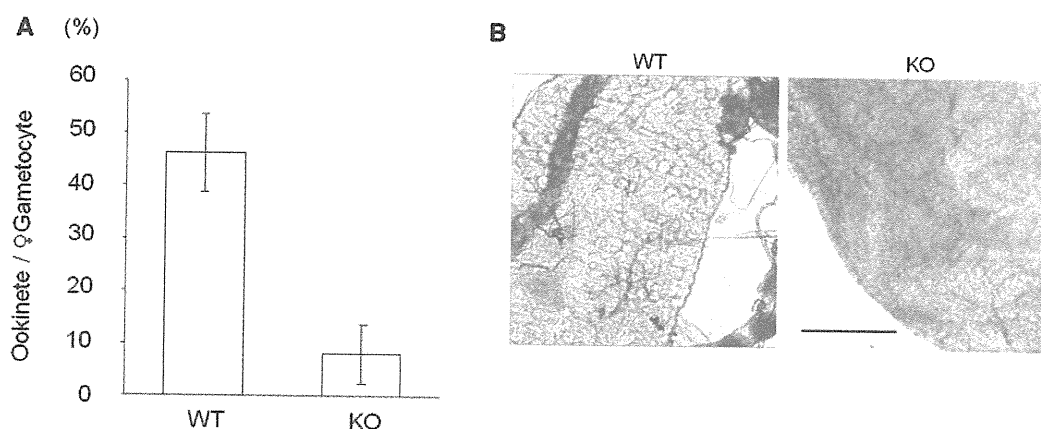 A (%)
60
50
40
30
20
10
0
Ookinete / ♀Gametocyte
WT
KO
B
WT
KO